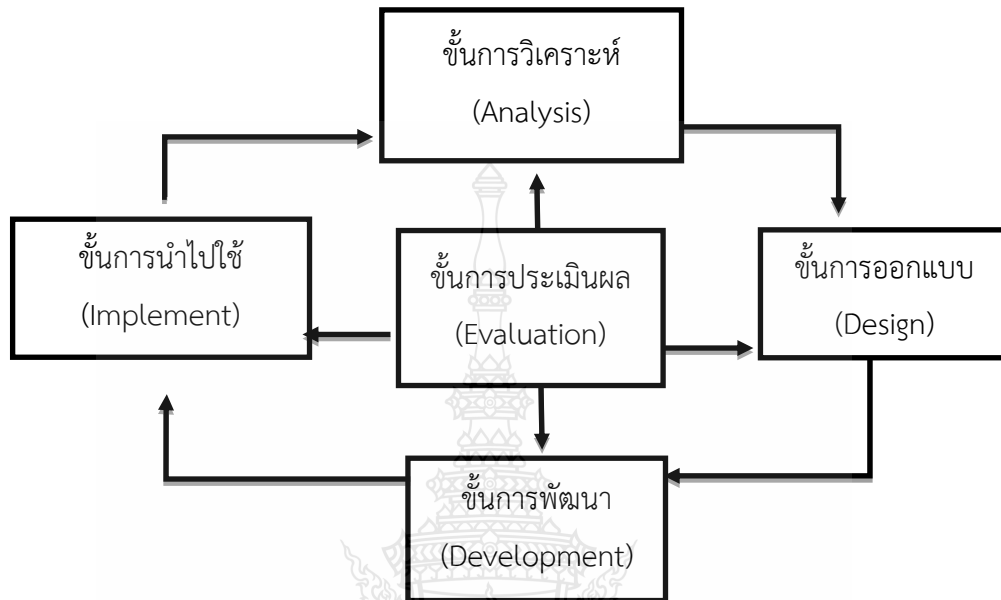 ขั้นการวิเคราะห์
(Analysis)
ขั้นการนำไปใช้
(Implement)
ขั้นการประเมินผล
(Evaluation)
ขั้นการออกแบบ
(Design)
ขั้นการพัฒนา
(Development)